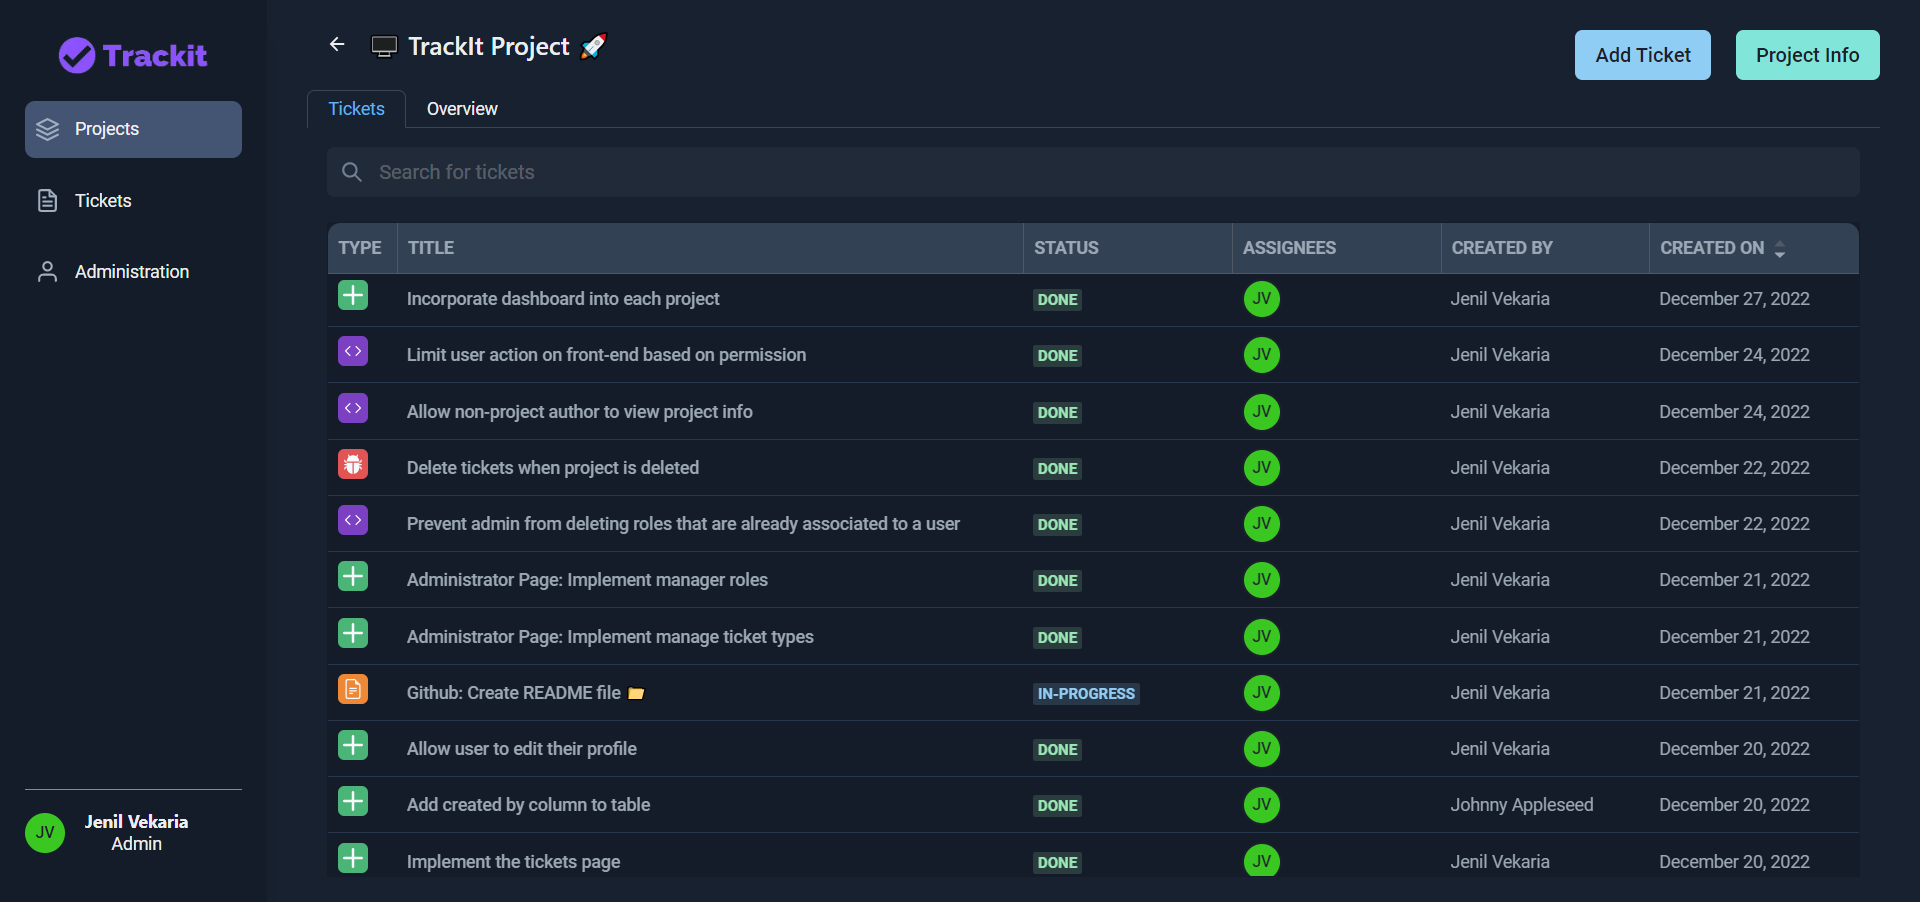 Trackit
Projects
Tickets
Administration
JV
Jenil Vekaria
Admin
TrackIt Project
Add Ticket
Project Info
Tickets
Overview
Search for tickets
TYPE TITLE STATUS ASSIGNEES CREATED BY CREATED ON
Incorporate dashboard into each project DONE JV Jenil Vekaria December 27, 2022
Limit user action on front-end based on permission DONE JV Jenil Vekaria December 24, 2022
Allow non-project author to view project info DONE JV Jenil Vekaria December 24, 2022
Delete tickets when project is deleted DONE JV Jenil Vekaria December 22, 2022
Prevent admin from deleting roles that are already associated to a user DONE JV Jenil Vekaria December 22, 2022
Administrator Page: Implement manager roles DONE JV Jenil Vekaria December 21, 2022
Administrator Page: Implement manage ticket types DONE JV Jenil Vekaria December 21, 2022
Github: Create README file IN-PROGRESS JV Jenil Vekaria December 21, 2022
Allow user to edit their profile DONE JV Jenil Vekaria December 20, 2022
Add created by column to table DONE JV Johnny Appleseed December 20, 2022
Implement the tickets page DONE JV Jenil Vekaria December 20, 2022